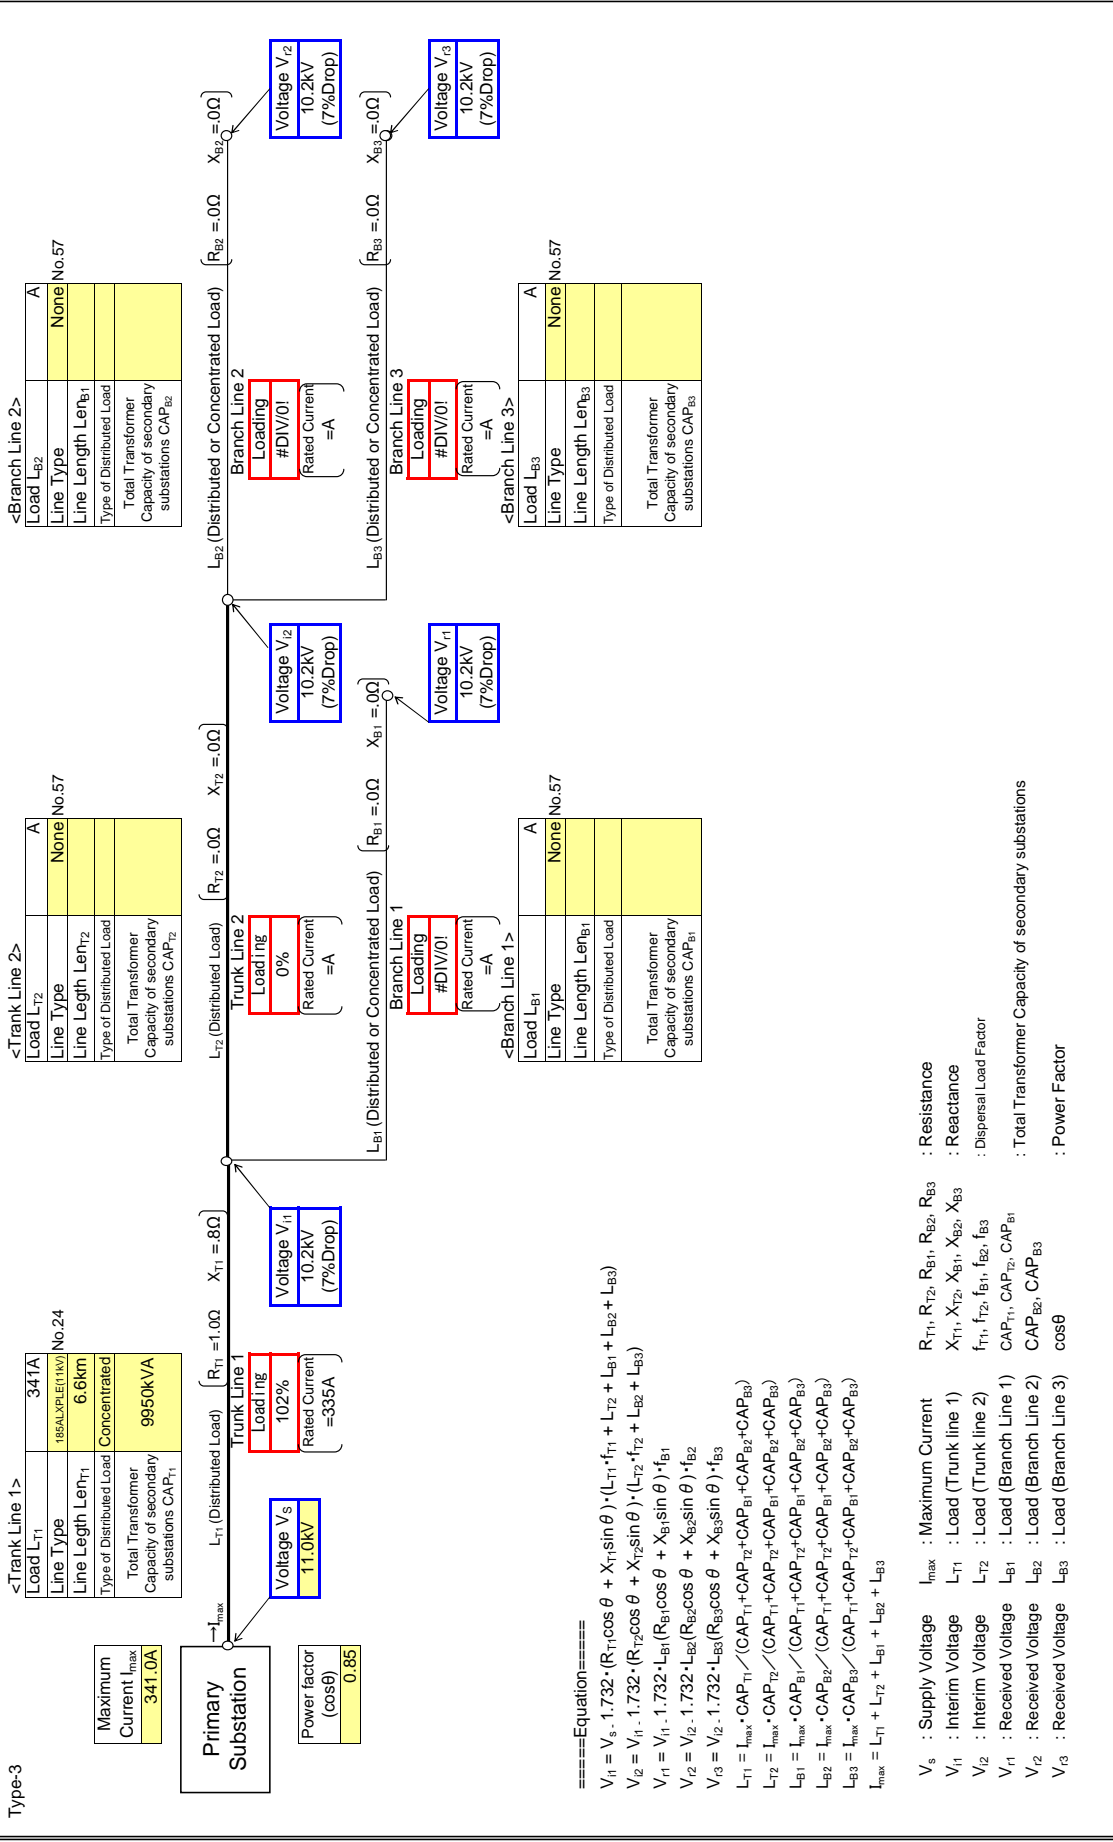 Type-3
<Trank Line 1>
Load LT1 341A
Line Type 185ALXPLE(11kV) No.24
Line Length LenT1 6.6km
Type of Distributed Load Concentrated
Total Transformer
Capacity of secondary
substations CAPT1
9950kVA
<Trank Line 2>
Load LT2 A
Line Type None No.57
Line Legth LenT2
Type of Distributed Load
Total Transformer
Capacity of secondary
substations CAPT2
<Branch Line 2>
Load LB2 A
Line Type None No.57
Line Length LenB1
Type of Distributed Load
Total Transformer
Capacity of secondary
substations CAPB2
Maximum
Current Imax
341.0A
Primary
Substation
→Imax
Power factor
(cosθ)
0.85
Voltage VS
11.0kV
LT1 (Distributed Load)
RT1 =1.0Ω XT1 =.8Ω
Trunk Line 1
Loading
102%
Rated Current
=335A
Voltage Vi1
10.2kV
(7%Drop)
LT2 (Distributed Load)
RT2 =.0Ω XT2 =.0Ω
Trunk Line 2
Loading
0%
Rated Current
=A
Voltage Vi2
10.2kV
(7%Drop)
LB2 (Distributed or Concentrated Load)
RB2 =.0Ω XB2 =.0Ω
Branch Line 2
Loading
#DIV/0!
Rated Current
=A
Voltage Vr2
10.2kV
(7%Drop)
LB1 (Distributed or Concentrated Load)
RB1 =.0Ω XB1 =.0Ω
Branch Line 1
Loading
#DIV/0!
Rated Current
=A
Voltage Vr1
10.2kV
(7%Drop)
LB3 (Distributed or Concentrated Load)
RB3 =.0Ω XB3 =.0Ω
Branch Line 3
Loading
#DIV/0!
Rated Current
=A
Voltage Vr3
10.2kV
(7%Drop)
<Branch Line 1>
Load LB1 A
Line Type None No.57
Line Length LenB1
Type of Distributed Load
Total Transformer
Capacity of secondary
substations CAPB1
<Branch Line 3>
Load LB3 A
Line Type None No.57
Line Length LenB3
Type of Distributed Load
Total Transformer
Capacity of secondary
substations CAPB3
=====Equation=====
Vi1 = VS - 1.732・(RT1cosθ + XT1sinθ)・(LT1・fT1 + LT2 + LB1 + LB2 + LB3)
Vi2 = Vi1 - 1.732・(RT2cosθ + XT2sinθ)・(LT2・fT2 + LB2 + LB3)
Vr1 = Vi1 - 1.732・LB1(RB1cosθ + XB1sinθ)・fB1
Vr2 = Vi2 - 1.732・LB2(RB2cosθ + XB2sinθ)・fB2
Vr3 = Vi2 - 1.732・LB3(RB3cosθ + XB3sinθ)・fB3
LT1 = Imax・CAPT1／(CAPT1+CAPT2+CAPB1+CAPB2+CAPB3)
LT2 = Imax・CAPT2／(CAPT1+CAPT2+CAPB1+CAPB2+CAPB3)
LB1 = Imax・CAPB1／(CAPT1+CAPT2+CAPB1+CAPB2+CAPB3)
LB2 = Imax・CAPB2／(CAPT1+CAPT2+CAPB1+CAPB2+CAPB3)
LB3 = Imax・CAPB3／(CAPT1+CAPT2+CAPB1+CAPB2+CAPB3)
Imax = LT1 + LT2 + LB1 + LB2 + LB3
Vs : Supply Voltage Imax : Maximum Current RT1, RT2, RB1, RB2, RB3 : Resistance
Vi1 : Interim Voltage LT1 : Load (Trunk line 1) XT1, XT2, XB1, XB2, XB3 : Reactance
Vi2 : Interim Voltage LT2 : Load (Trunk line 2) fT1, fT2, fB1, fB2, fB3 : Dispersal Load Factor
Vr1 : Received Voltage LB1 : Load (Branch Line 1) CAPT1, CAPT2, CAPB1 : Total Transformer Capacity of secondary substations
Vr2 : Received Voltage LB2 : Load (Branch Line 2) CAPB2, CAPB3
Vr3 : Received Voltage LB3 : Load (Branch Line 3) cosθ : Power Factor